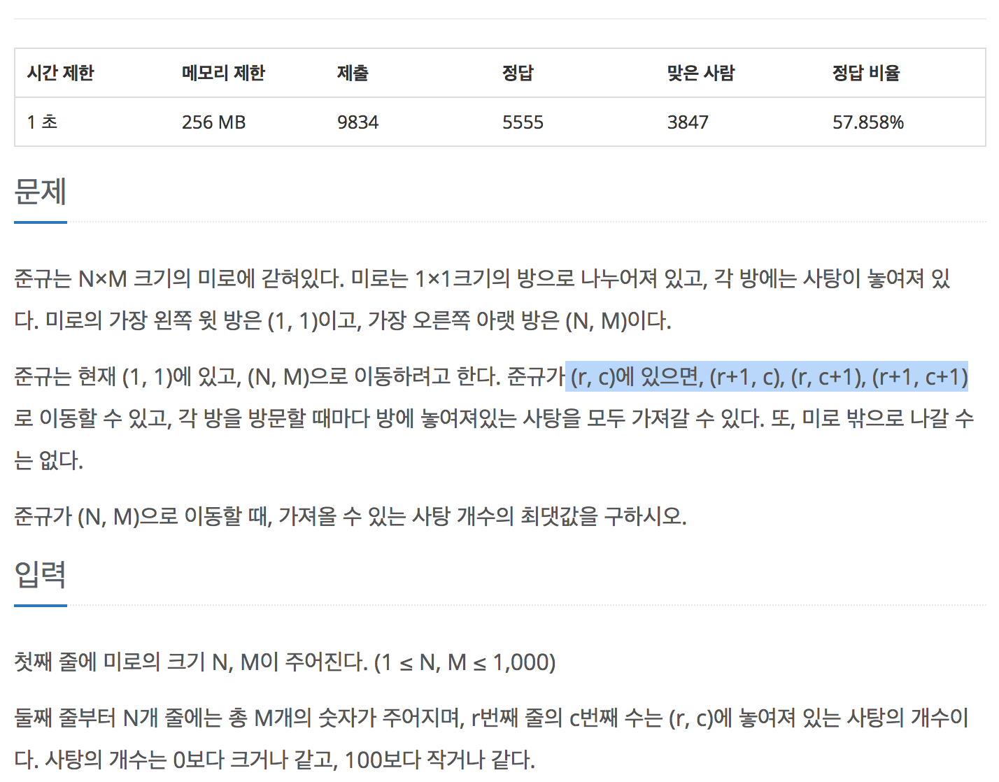 시간 제한 메모리 제한 제출 정답 맞은 사람 정답 비율
1 초 256 MB 9834 5555 3847 57.858%
문제
준규는 N×M 크기의 미로에 갇혀있다. 미로는 1×1크기의 방으로 나누어져 있고, 각 방에는 사탕이 놓여져 있
다. 미로의 가장 왼쪽 윗 방은 (1, 1)이고, 가장 오른쪽 아랫 방은 (N, M)이다.
준규는 현재 (1, 1)에 있고, (N, M)으로 이동하려고 한다. 준규가 (r, c)에 있으면, (r+1, c), (r, c+1), (r+1, c+1)
로 이동할 수 있고, 각 방을 방문할 때마다 방에 놓여져있는 사탕을 모두 가져갈 수 있다. 또, 미로 밖으로 나갈 수
는 없다.
준규가 (N, M)으로 이동할 때, 가져올 수 있는 사탕 개수의 최댓값을 구하시오.
입력
첫째 줄에 미로의 크기 N, M이 주어진다. (1 ≤ N, M ≤ 1,000)
둘째 줄부터 N개 줄에는 총 M개의 숫자가 주어지며, r번째 줄의 c번째 수는 (r, c)에 놓여져 있는 사탕의 개수이
다. 사탕의 개수는 0보다 크거나 같고, 100보다 작거나 같다.